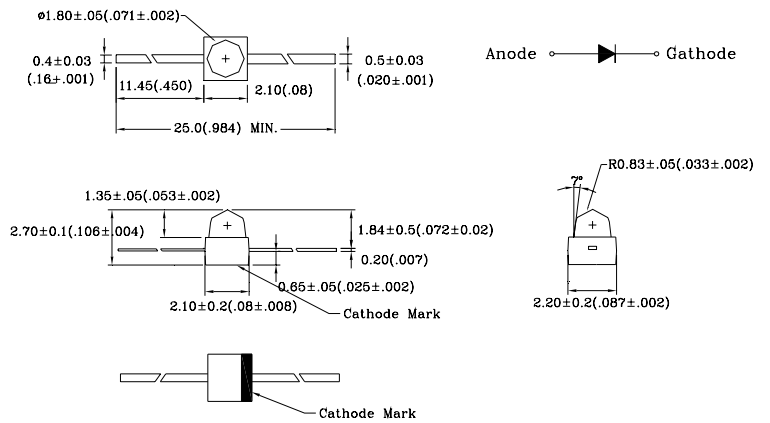 ø1.80±.05(.071±.002)
0.4±0.03
(.16±.001)
0.5±0.03
(.020±.001)
11.45(.450)
2.10(.08)
25.0(.984) MIN.
Anode
Gathode
R0.83±.05(.033±.002)
7°
1.35±.05(.053±.002)
2.70±0.1(.106±.004)
1.84±0.5(.072±0.02)
0.20(.007)
0.65±.05(.025±.002)
2.10±0.2(.08±.008)
Cathode Mark
2.20±0.2(.087±.002)
Cathode Mark